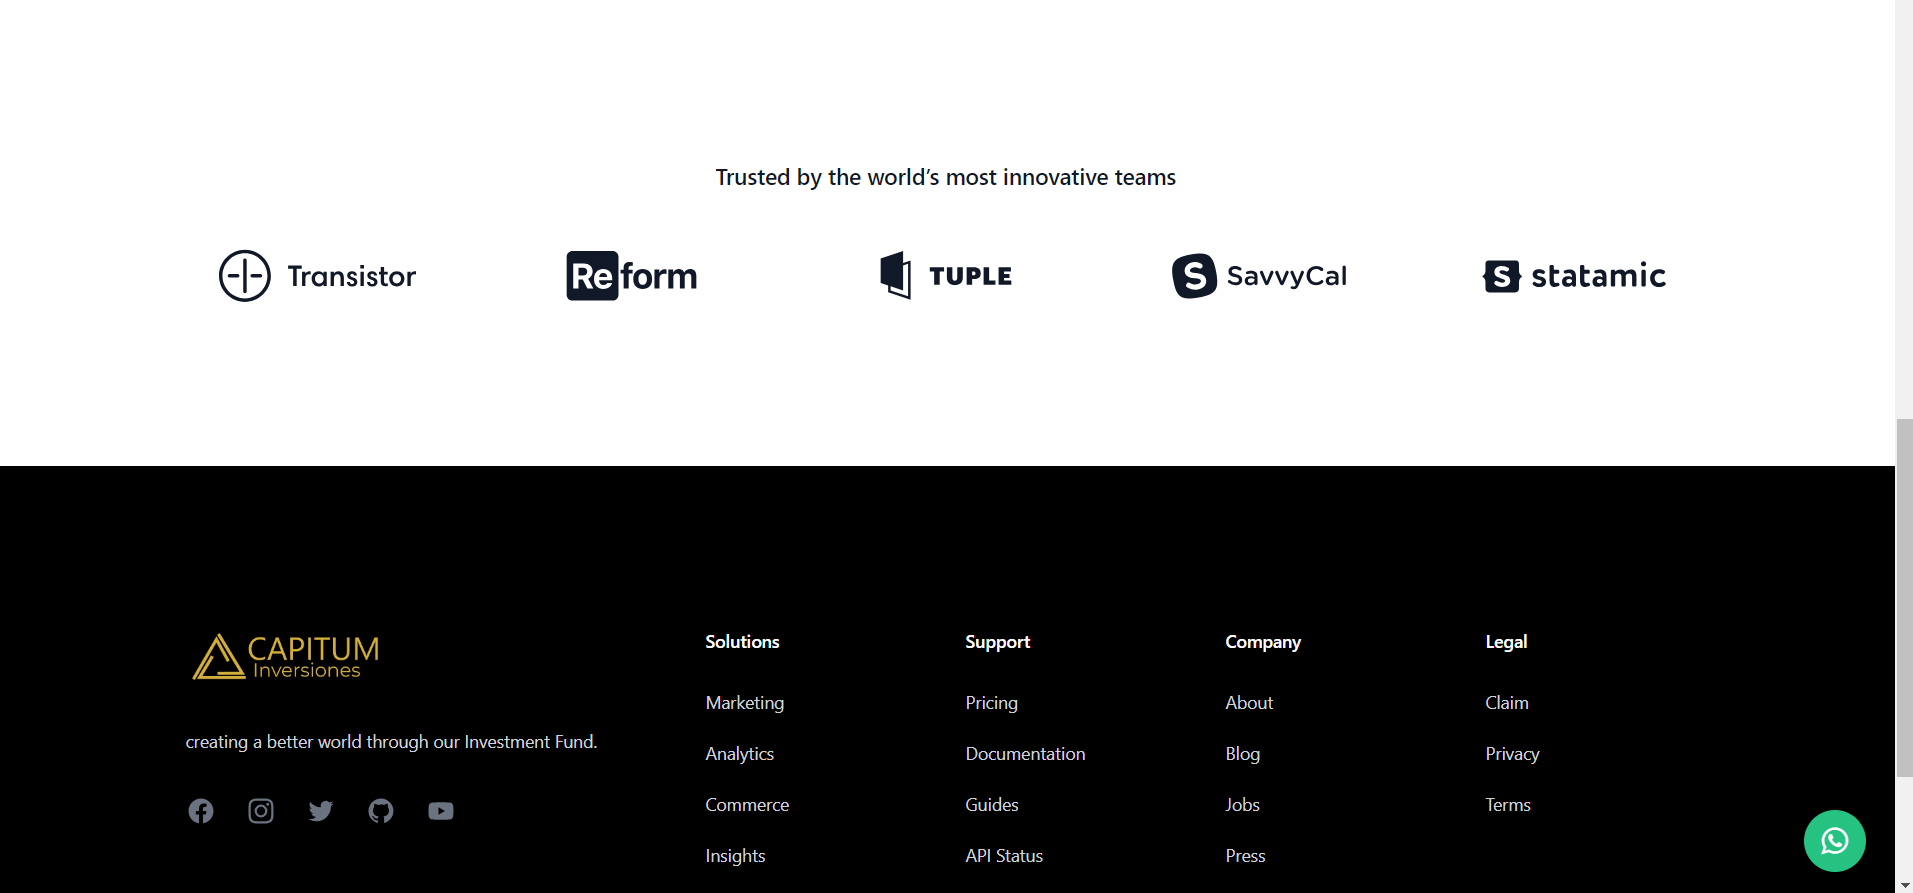 Trusted by the world’s most innovative teams
Transistor
Reform
TUPLE
SavvyCal
statamic
CAPITUM
Inversiones
creating a better world through our Investment Fund.
Solutions
Marketing
Analytics
Commerce
Insights
Support
Pricing
Documentation
Guides
API Status
Company
About
Blog
Jobs
Press
Legal
Claim
Privacy
Terms